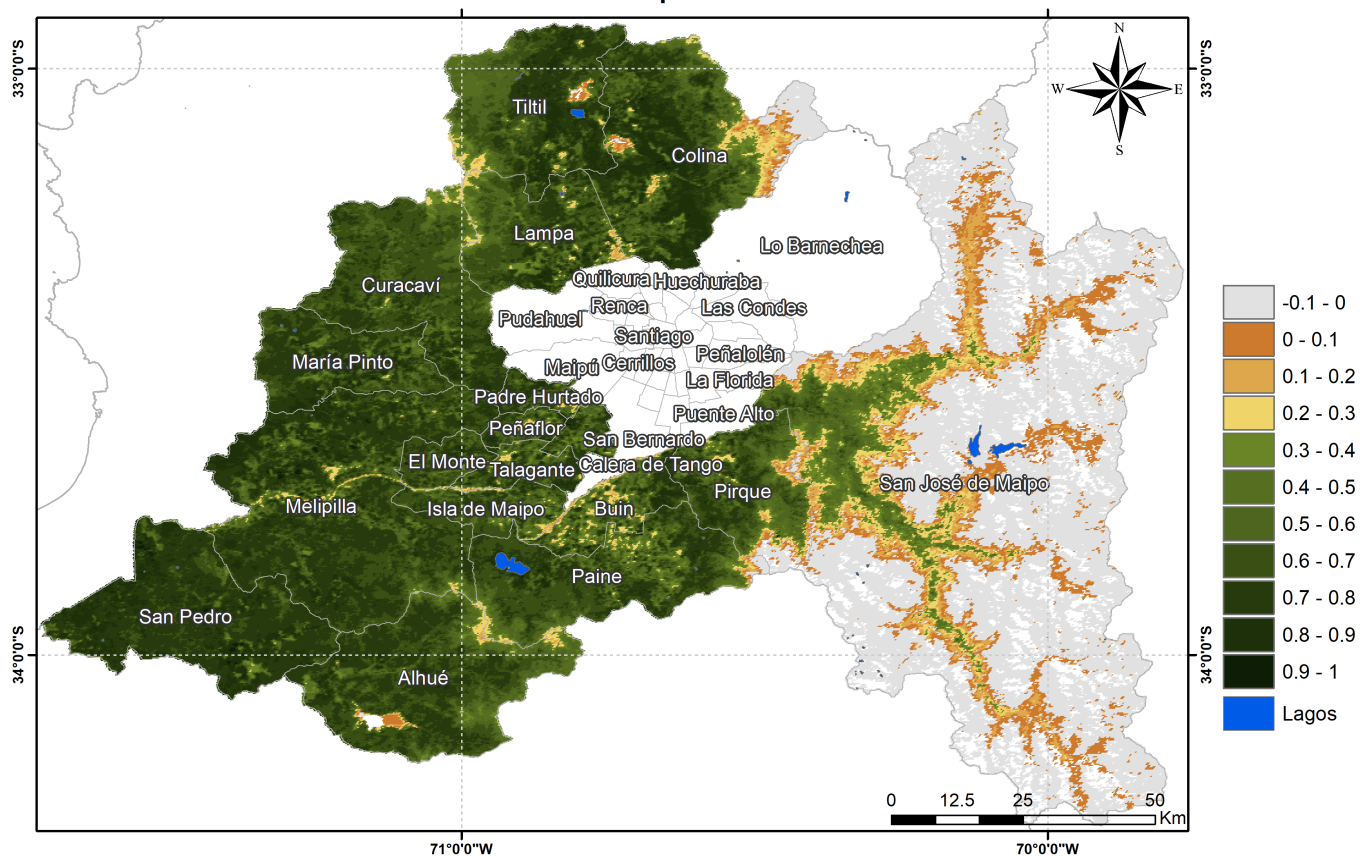 N
33°0'0"S
33°0'0"S
W
E
S
Tiltil
Colina
Lampa
Lo Barnechea
Quilicura
Huechuraba
Curacaví
Renca
Las Condes
Pudahuel
Santiago
María Pinto
Peñalolén
Maipú
Cerrillos
La Florida
Padre Hurtado
Puente Alto
Peñaflor
San Bernardo
El Monte
Talagante
Calera de Tango
Pirque
San José de Maipo
Melipilla
Isla de Maipo
Buin
Paine
San Pedro
Alhué
34°0'0"S
34°0'0"S
-0.1 - 0
0 - 0.1
0.1 - 0.2
0.2 - 0.3
0.3 - 0.4
0.4 - 0.5
0.5 - 0.6
0.6 - 0.7
0.7 - 0.8
0.8 - 0.9
0.9 - 1
Lagos
0 12.5 25 50
Km
71°0'0"W
70°0'0"W